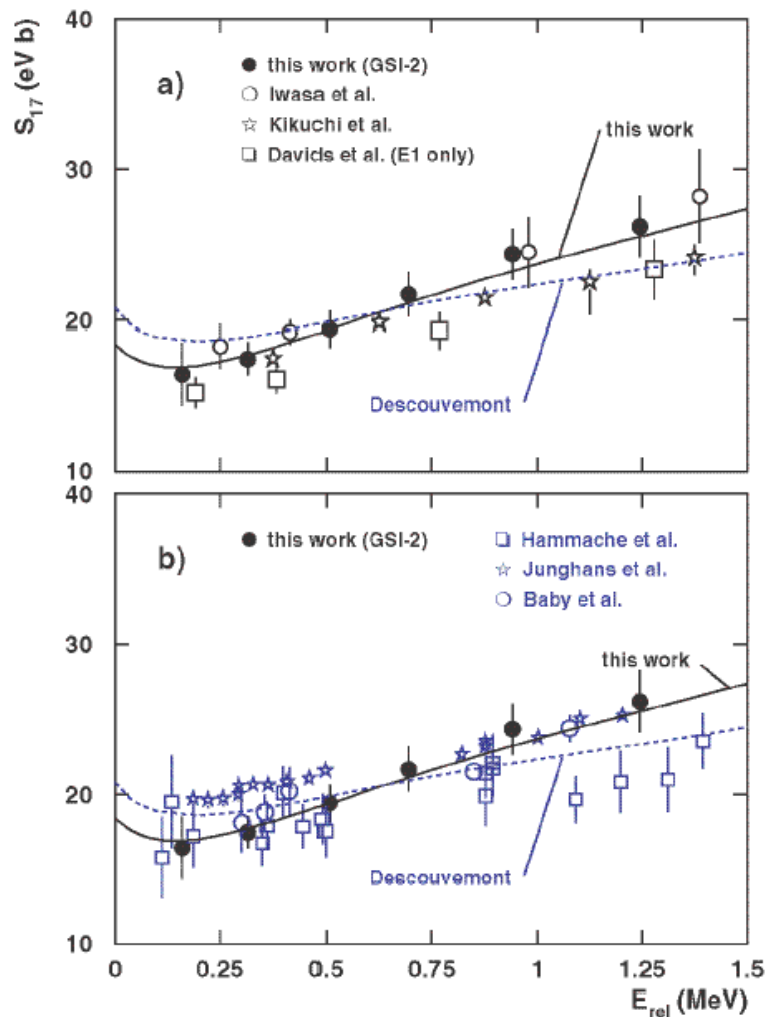 S17 (eV b)
40
30
20
10
a)
this work (GSI-2)
Iwasa et al.
Kikuchi et al.
Davids et al. (E1 only)
this work
Descouvemont
40
30
20
10
b)
this work (GSI-2)
Hammache et al.
Junghans et al.
Baby et al.
this work
Descouvemont
0 0.25 0.5 0.75 1 1.25 1.5
Erel (MeV)